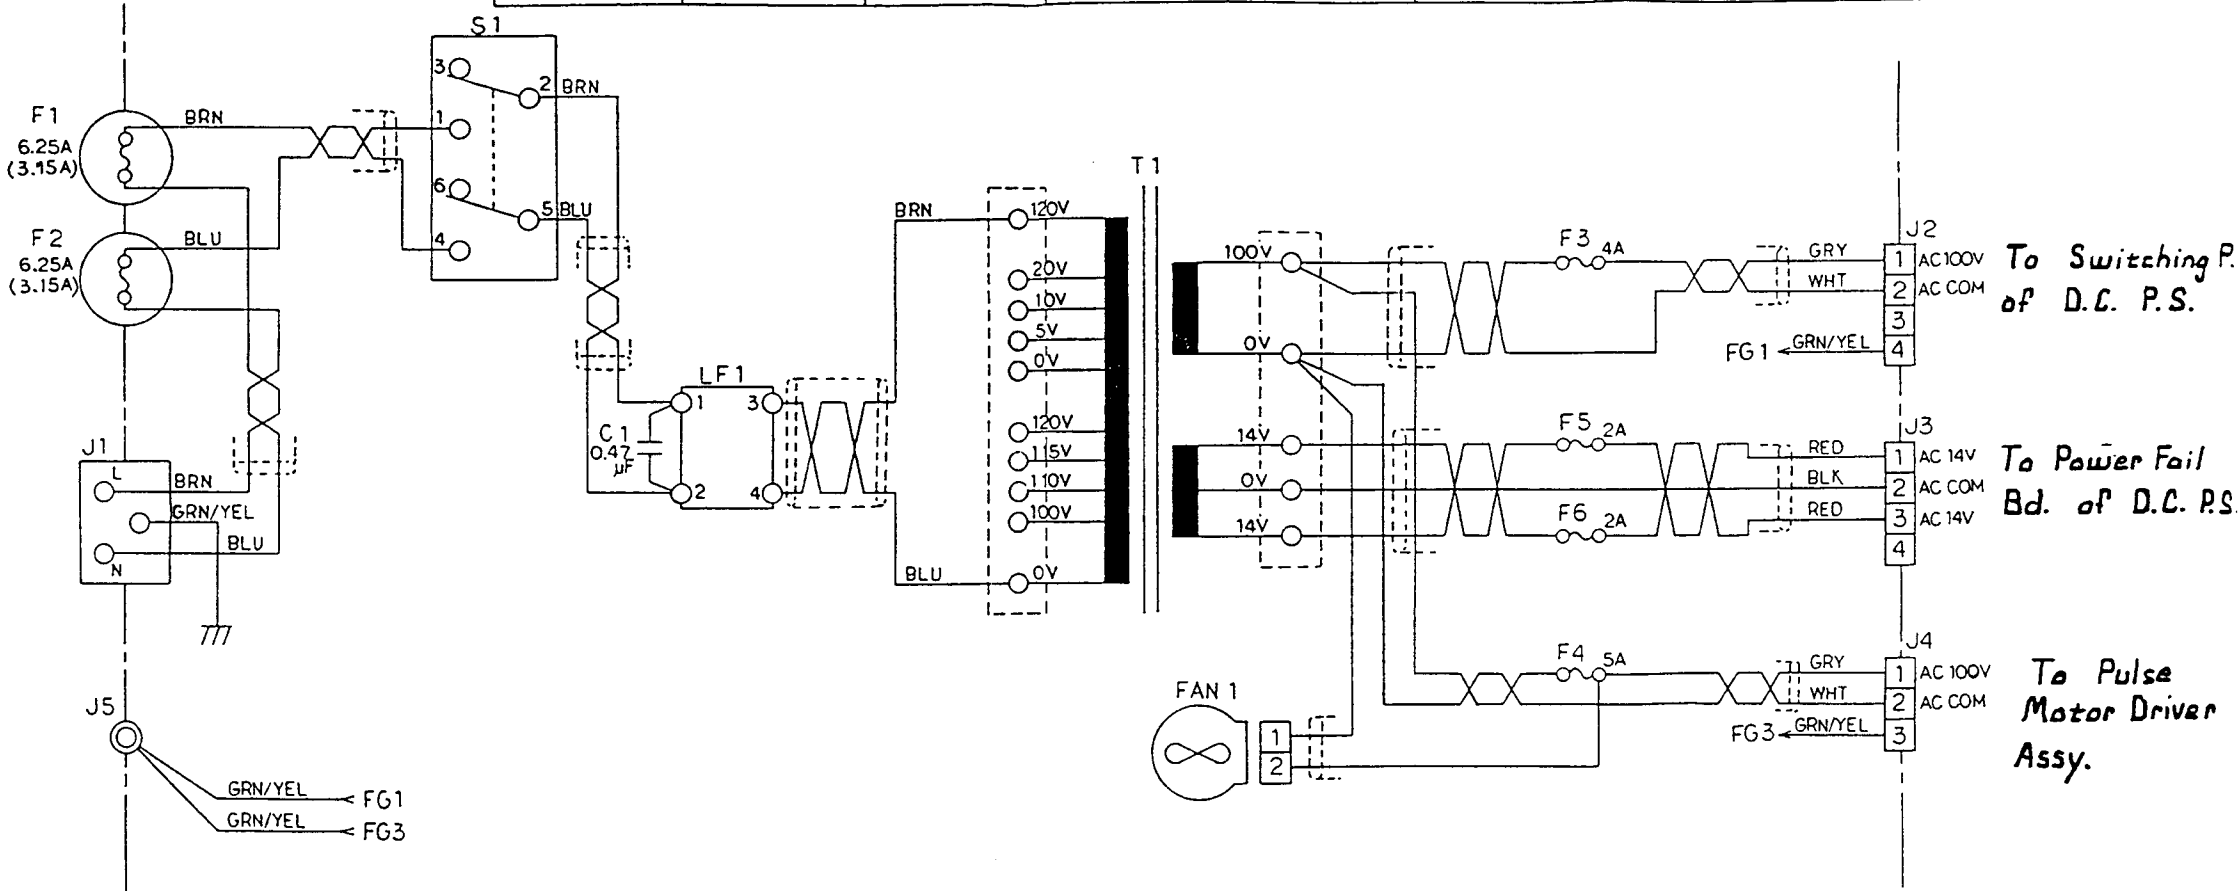 S1
3
2
BRN
1
6
5
BLU
4
F1
6.25A
(3.15A)
BRN
F2
6.25A
(3.15A)
BLU
J1
L
BRN
GRN/YEL
BLU
N
J5
GRN/YEL
FG1
GRN/YEL
FG3
LF1
1
3
C1
0.47
μF
2
4
BRN
BLU
T1
120V
20V
10V
5V
0V
120V
115V
110V
100V
0V
100V
0V
14V
0V
14V
F3 4A
GRY
WHT
FG1
GRN/YEL
J2
1 AC 100V
2 AC COM
3
4
To Switching P.
of D.C. P.S.
F5 2A
F6 2A
RED
BLK
RED
J3
1 AC 14V
2 AC COM
3 AC 14V
4
To Power Fail
Bd. of D.C. P.S.
F4 5A
GRY
WHT
FG3
GRN/YEL
J4
1 AC 100V
2 AC COM
3
To Pulse
Motor Driver
Assy.
FAN 1
1
2